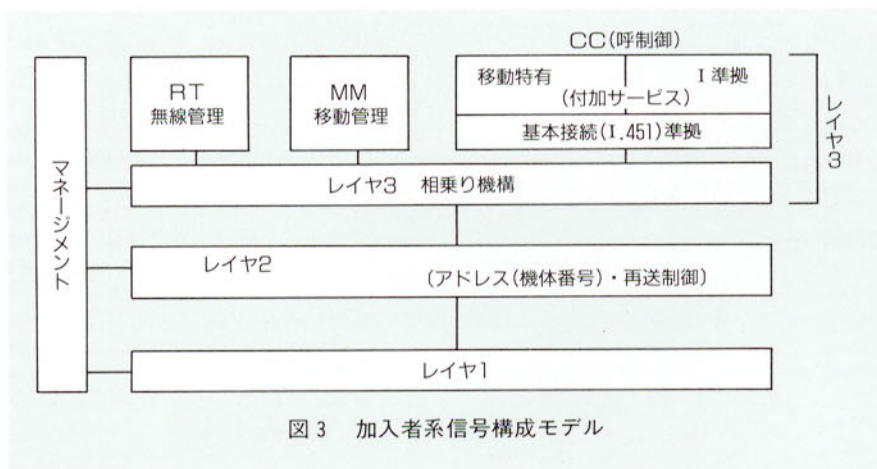 CC(呼制御)
RT
無線管理
MM
移動管理
移動特有
I準拠
(付加サービス)
基本接続(I.451)準拠
レイヤ3
マネージメント
レイヤ3 相乗り機構
レイヤ2
(アドレス(機体番号)・再送制御)
レイヤ1
図3 加入者系信号構成モデル